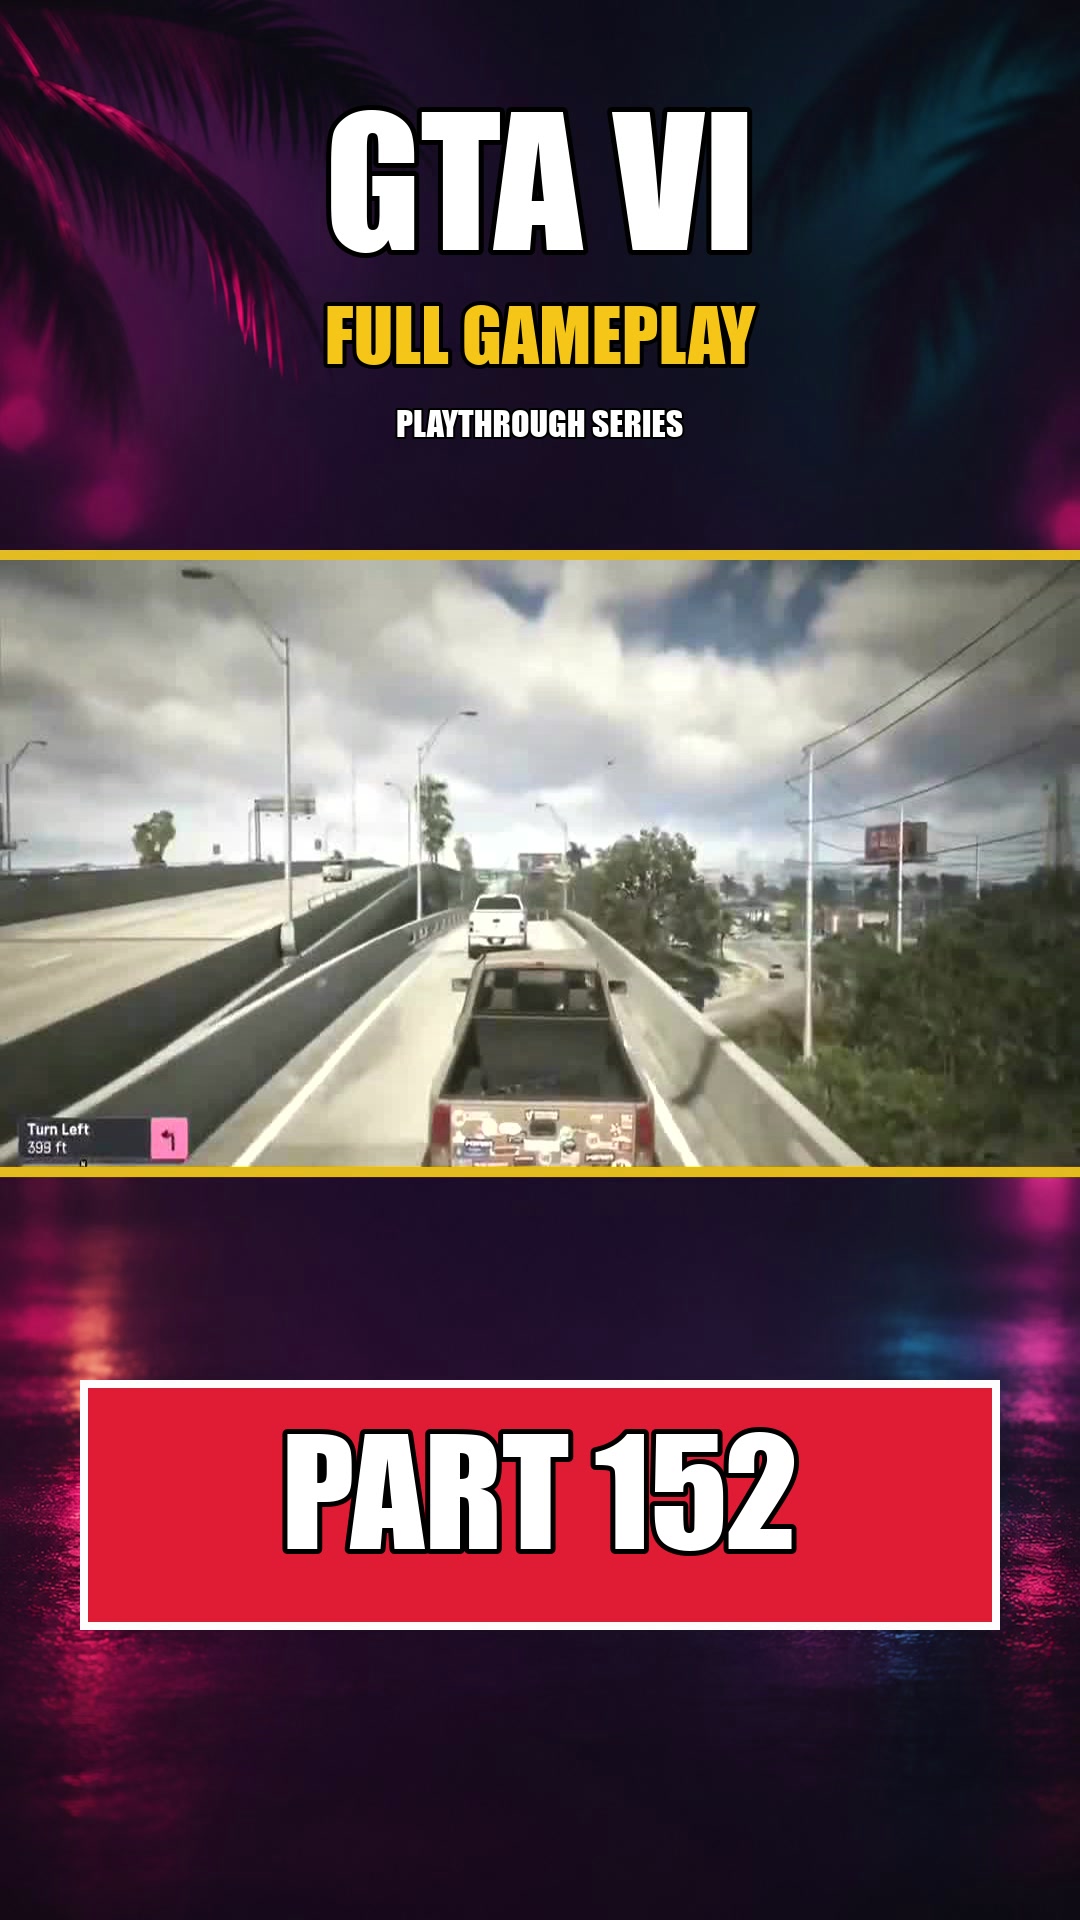 GTA VI
FULL GAMEPLAY
PLAYTHROUGH SERIES
Turn Left
399 ft
N
PART 152